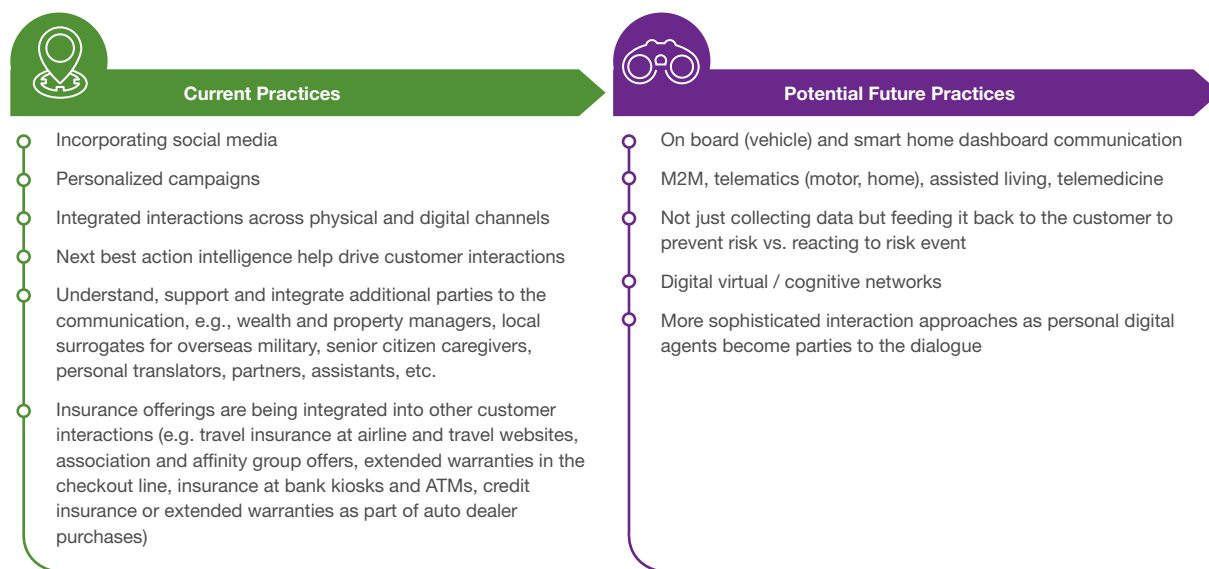 Current Practices
Incorporating social media
Personalized campaigns
Integrated interactions across physical and digital channels
Next best action intelligence help drive customer interactions
Understand, support and integrate additional parties to the
communication, e.g., wealth and property managers, local
surrogates for overseas military, senior citizen caregivers,
personal translators, partners, assistants, etc.
Insurance offerings are being integrated into other customer
interactions (e.g. travel insurance at airline and travel websites,
association and affinity group offers, extended warranties in the
checkout line, insurance at bank kiosks and ATMs, credit
insurance or extended warranties as part of auto dealer
purchases)
Potential Future Practices
On board (vehicle) and smart home dashboard communication
M2M, telematics (motor, home), assisted living, telemedicine
Not just collecting data but feeding it back to the customer to
prevent risk vs. reacting to risk event
Digital virtual / cognitive networks
More sophisticated interaction approaches as personal digital
agents become parties to the dialogue